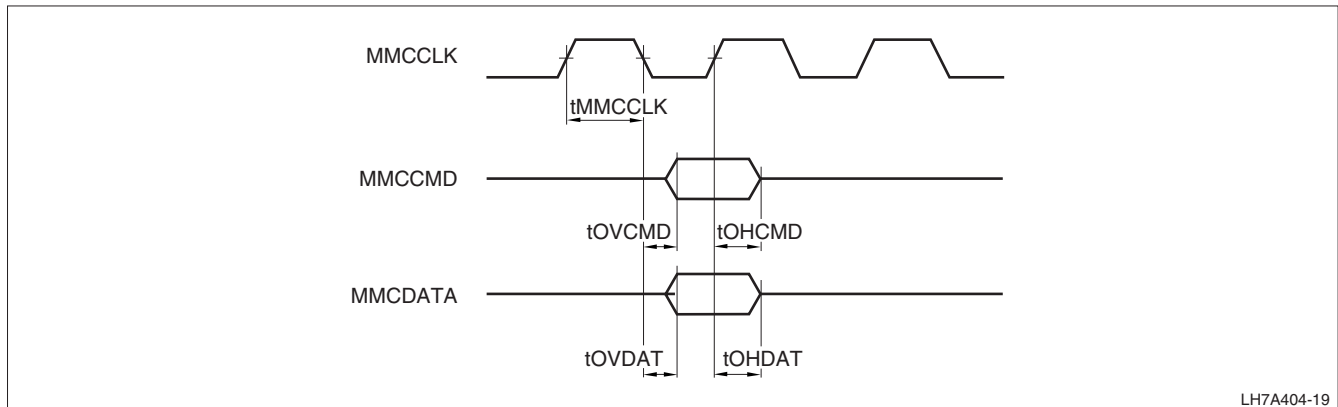 MMCCLK
tMMCCLK
MMCCMD
tOVCMD tOHCMD
MMCDATA
tOVDAT tOHDAT
LH7A404-19